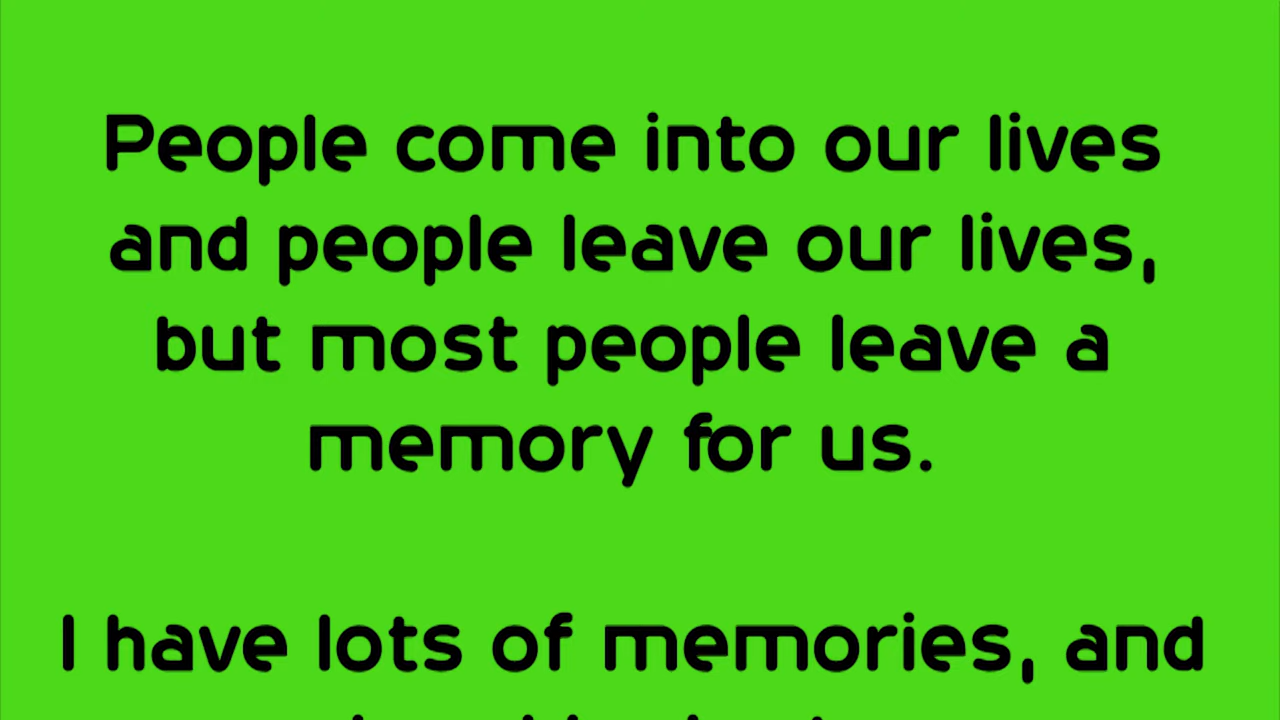 People come into our lives
and people leave our lives,
but most people leave a
memory for us.
I have lots of memories, and